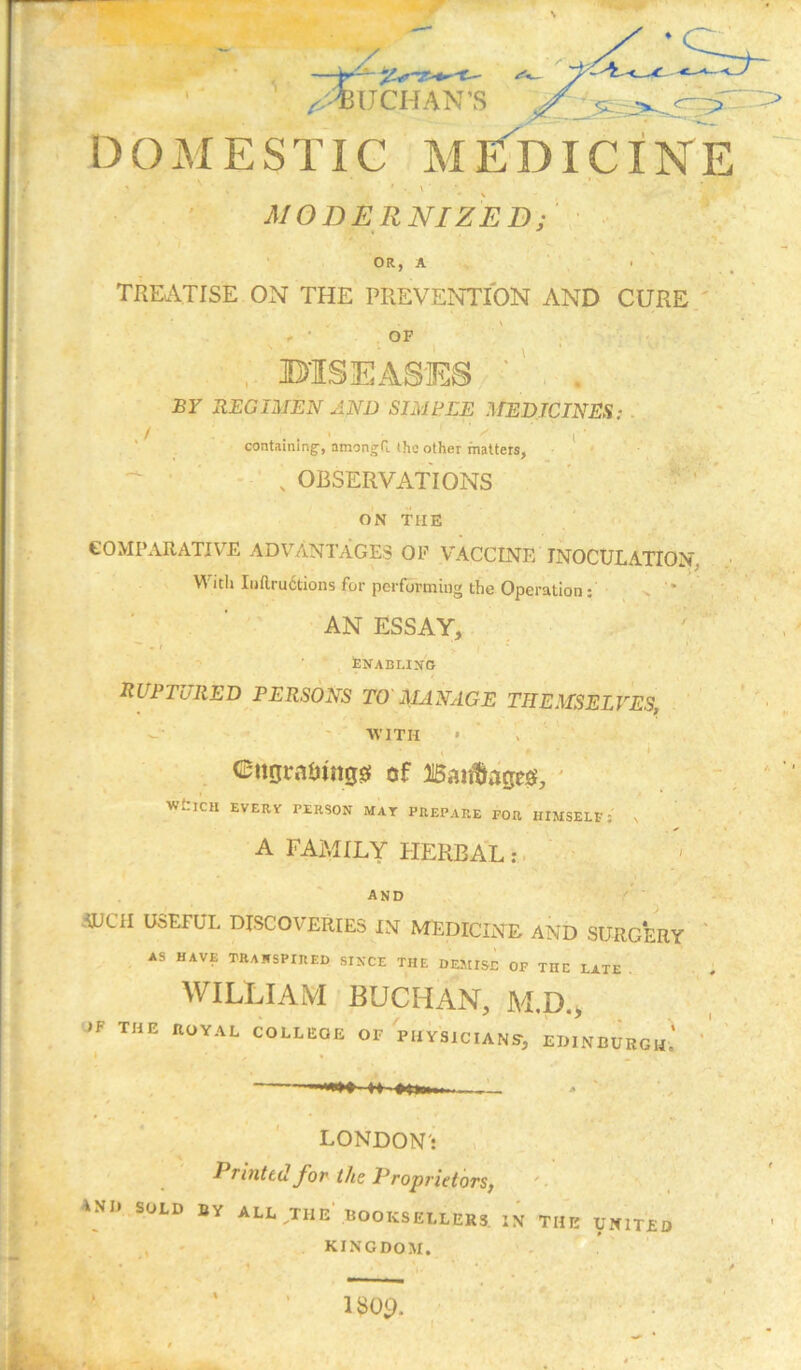 BUCHAN'S
DOMESTIC MEDICINE
MODERNIZED;
OR, A
TREATISE ON THE PREVENTION AND CURE
OF
DISEASES
BY REGIMEN AND SIMPLE MEDICINES:
containing, amongſt the other matters,
OBSERVATIONS
ON THE
COMPARATIVE ADVANTAGES OF VACCINE INOCULATION,
With Inſtructions for performing the Operation:
AN ESSAY,
ENABLING
RUPTURED PERSONS TO MANAGE THEMSELVES,
WITH
Engravings of Bandages,
WHICH EVERY PERSON MAY PREPARE FOR HIMSELF;
A FAMILY HERBAL:
AND
SUCH USEFUL DISCOVERIES IN MEDICINE AND SURGERY
AS HAVE TRANSPIRED SINCE THE DEMISE OF THE LATE
WILLIAM BUCHAN, M.D.,
OF THE ROYAL COLLEGE OF PHYSICIANS, EDINBURGH.
LONDON:
Printed for the Proprietors,
AND SOLD BY ALL THE BOOKSELLERS IN THE UNITED
KINGDOM.
1809.